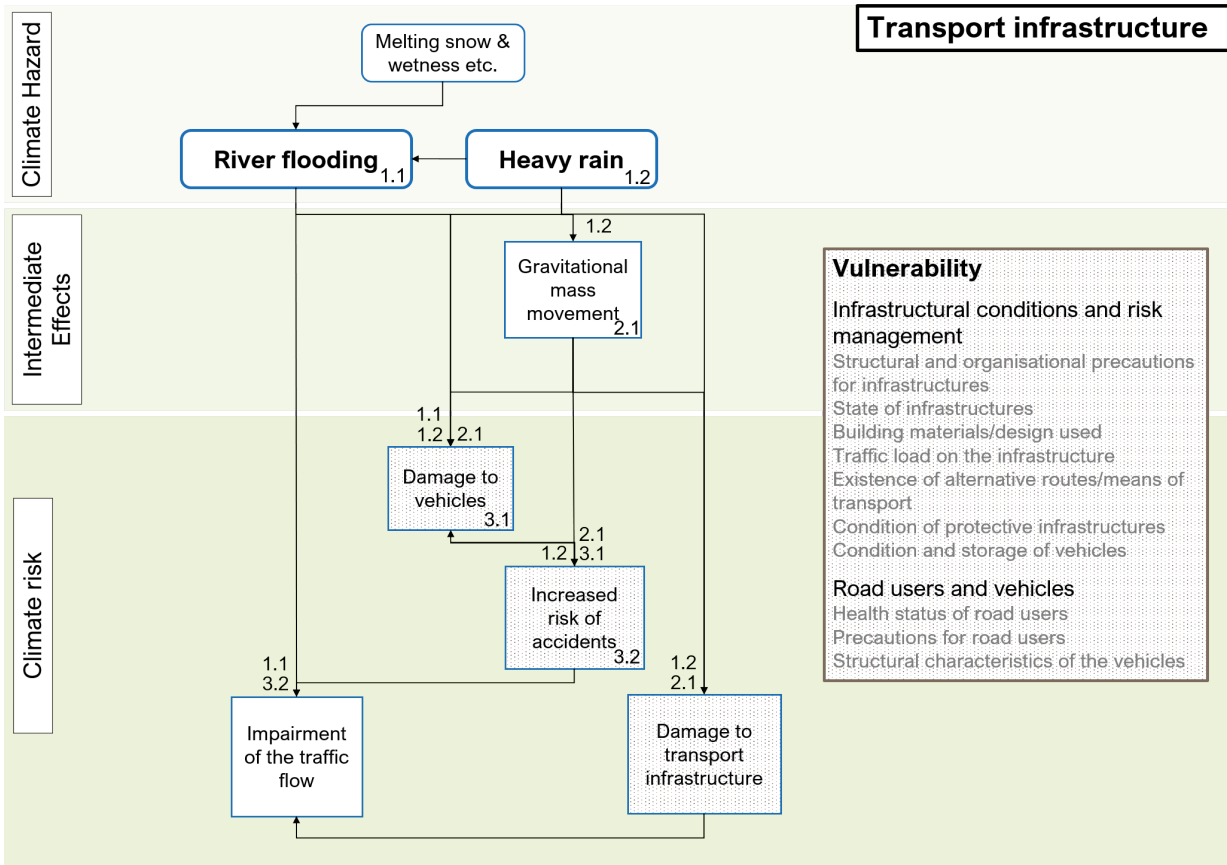 Transport infrastructure
Climate Hazard
Melting snow &
wetness etc.
River flooding
1.1
Heavy rain
1.2
Intermediate
Effects
1.2
Gravitational
mass
movement
2.1
Vulnerability
Infrastructural conditions and risk
management
Structural and organisational precautions
for infrastructures
State of infrastructures
Building materials/design used
Traffic load on the infrastructure
Existence of alternative routes/means of
transport
Condition of protective infrastructures
Condition and storage of vehicles
Road users and vehicles
Health status of road users
Precautions for road users
Structural characteristics of the vehicles
Climate risk
1.1
1.2 2.1
Damage to
vehicles
3.1
2.1
1.2 3.1
Increased
risk of
accidents
3.2
1.1
3.2
Impairment
of the traffic
flow
1.2
2.1
Damage to
transport
infrastructure